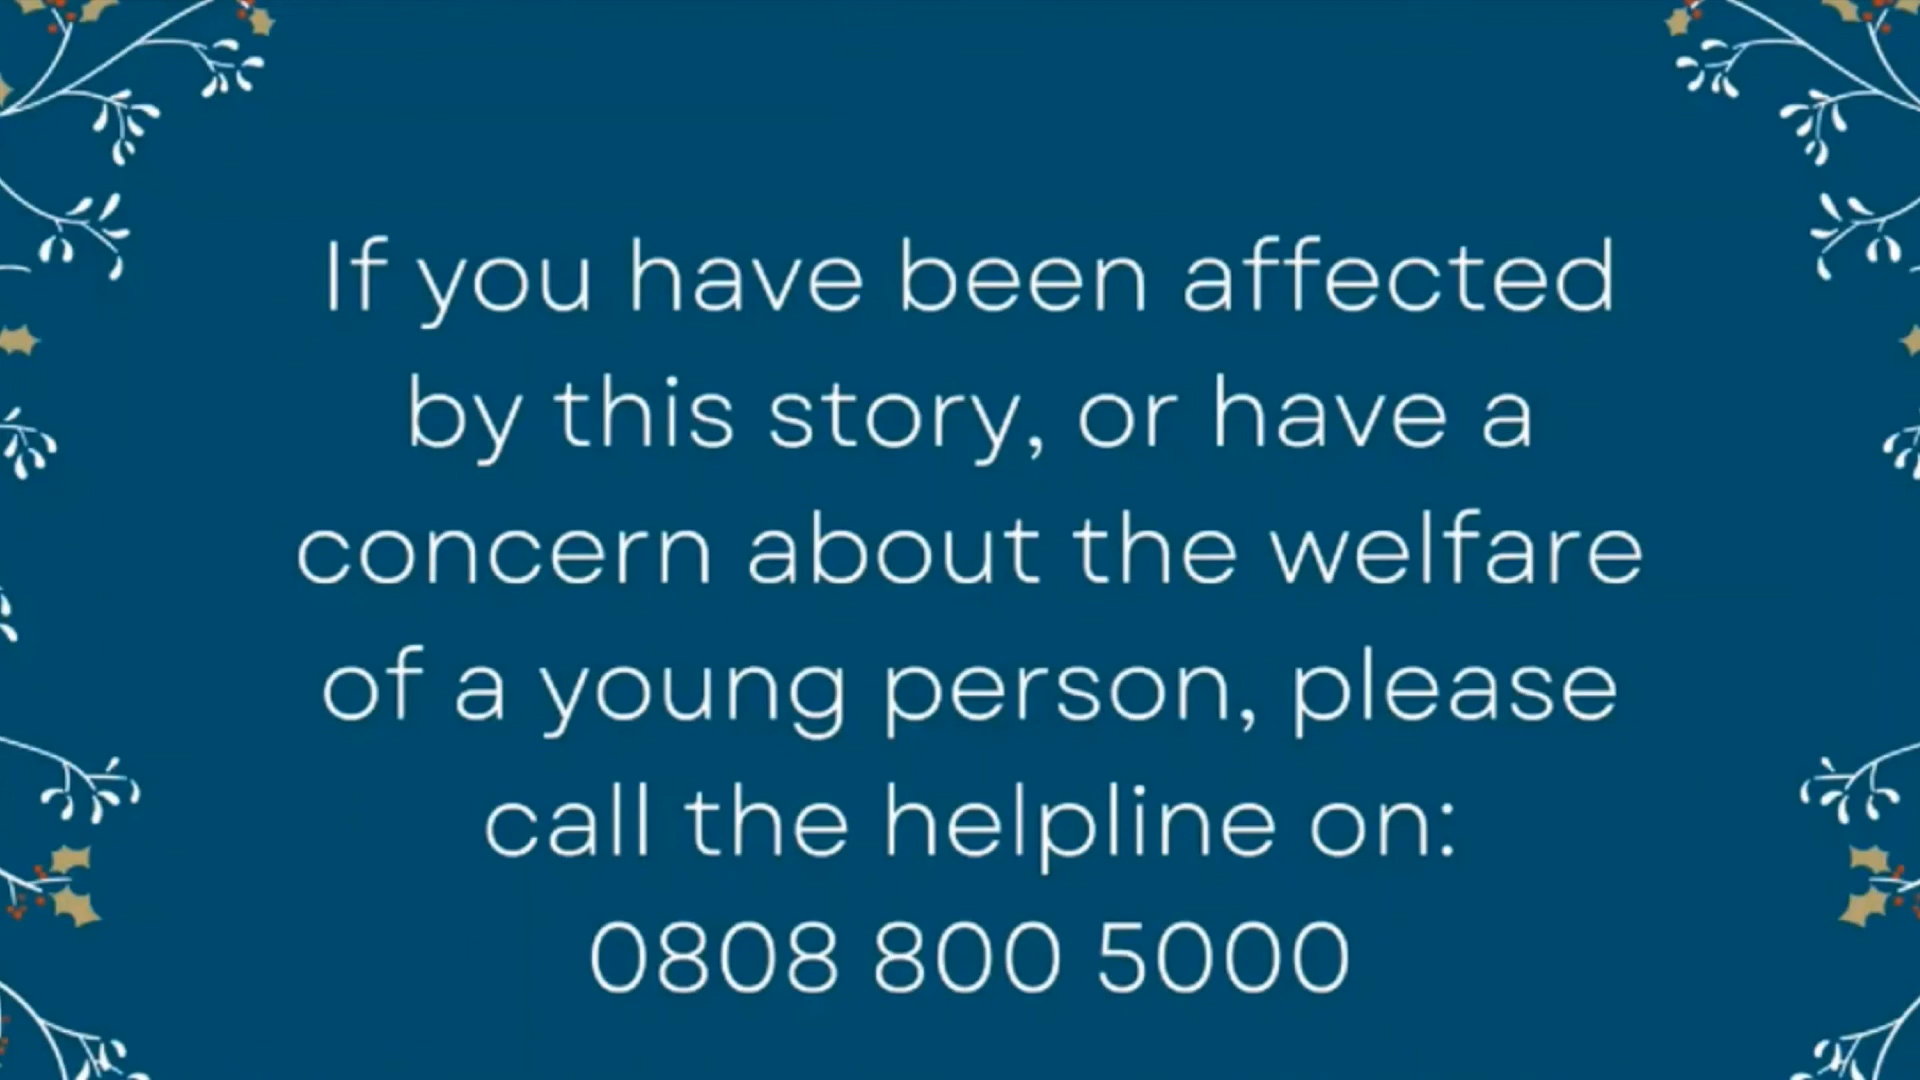 If you have been affected
by this story, or have a
concern about the welfare
of a young person, please
call the helpline on:
0808 800 5000